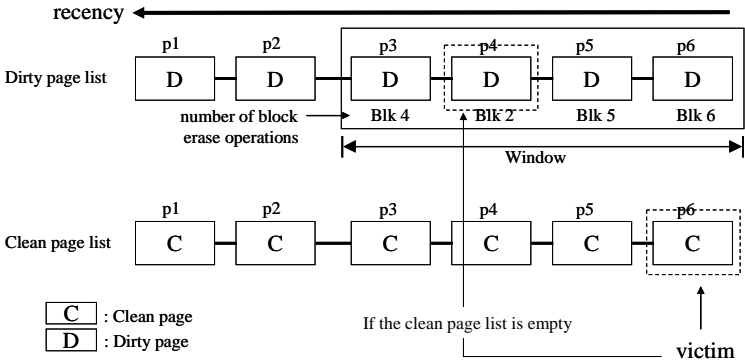 recency
p1 p2 p3 p4 p5 p6
Dirty page list D D D D D D
number of block erase operations Blk 4 Blk 2 Blk 5 Blk 6
Window
p1 p2 p3 p4 p5 p6
Clean page list C C C C C C
C : Clean page
If the clean page list is empty
D : Dirty page
victim